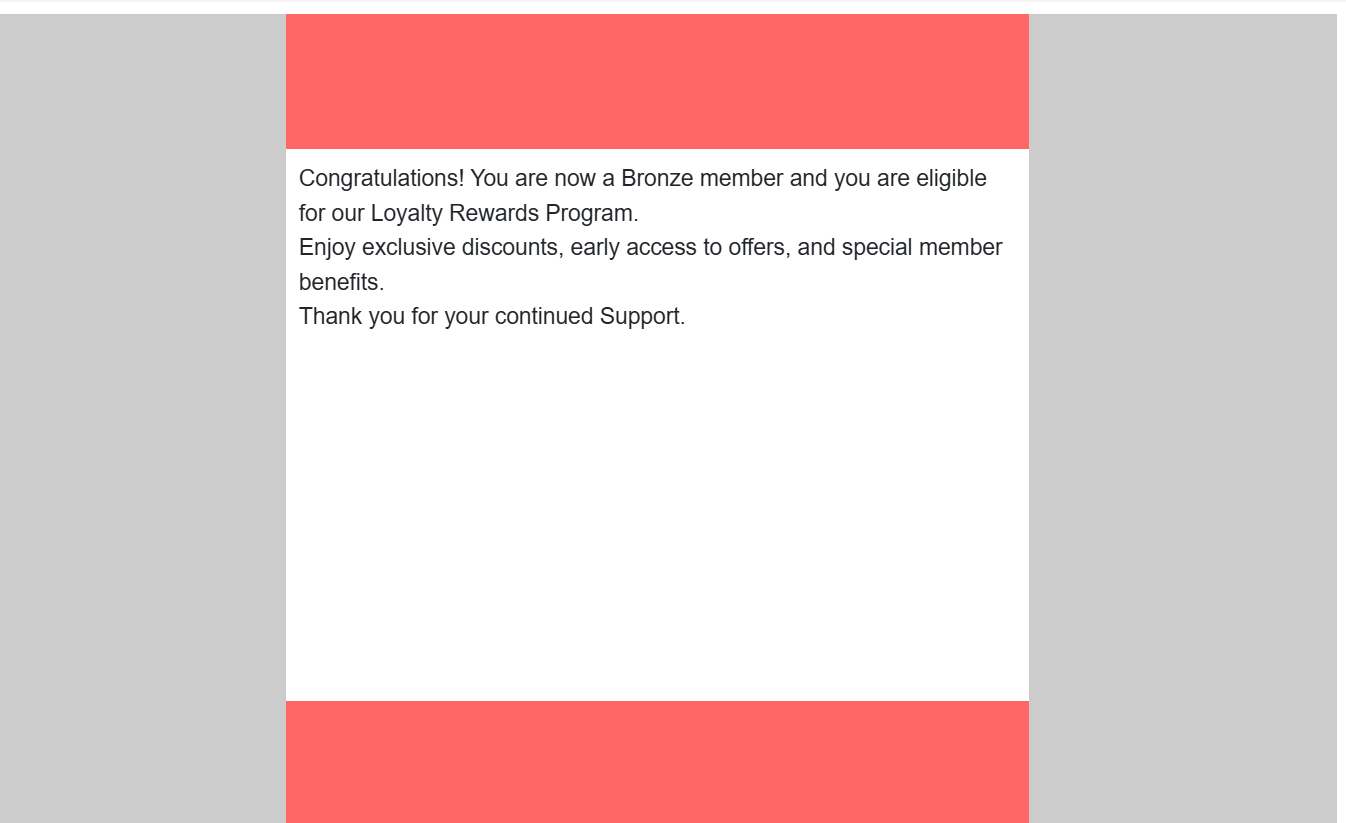 Congratulations! You are now a Bronze member and you are eligible
for our Loyalty Rewards Program.
Enjoy exclusive discounts, early access to offers, and special member
benefits.
Thank you for your continued Support.